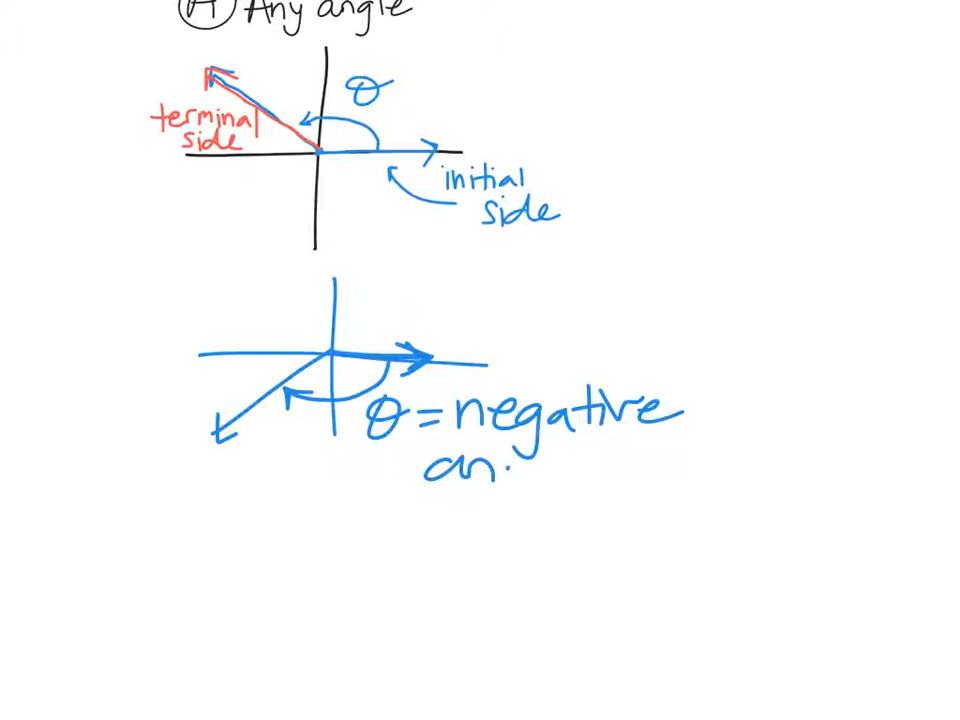 A Any angle
θ
terminal
side
initial
side
θ = negative
an